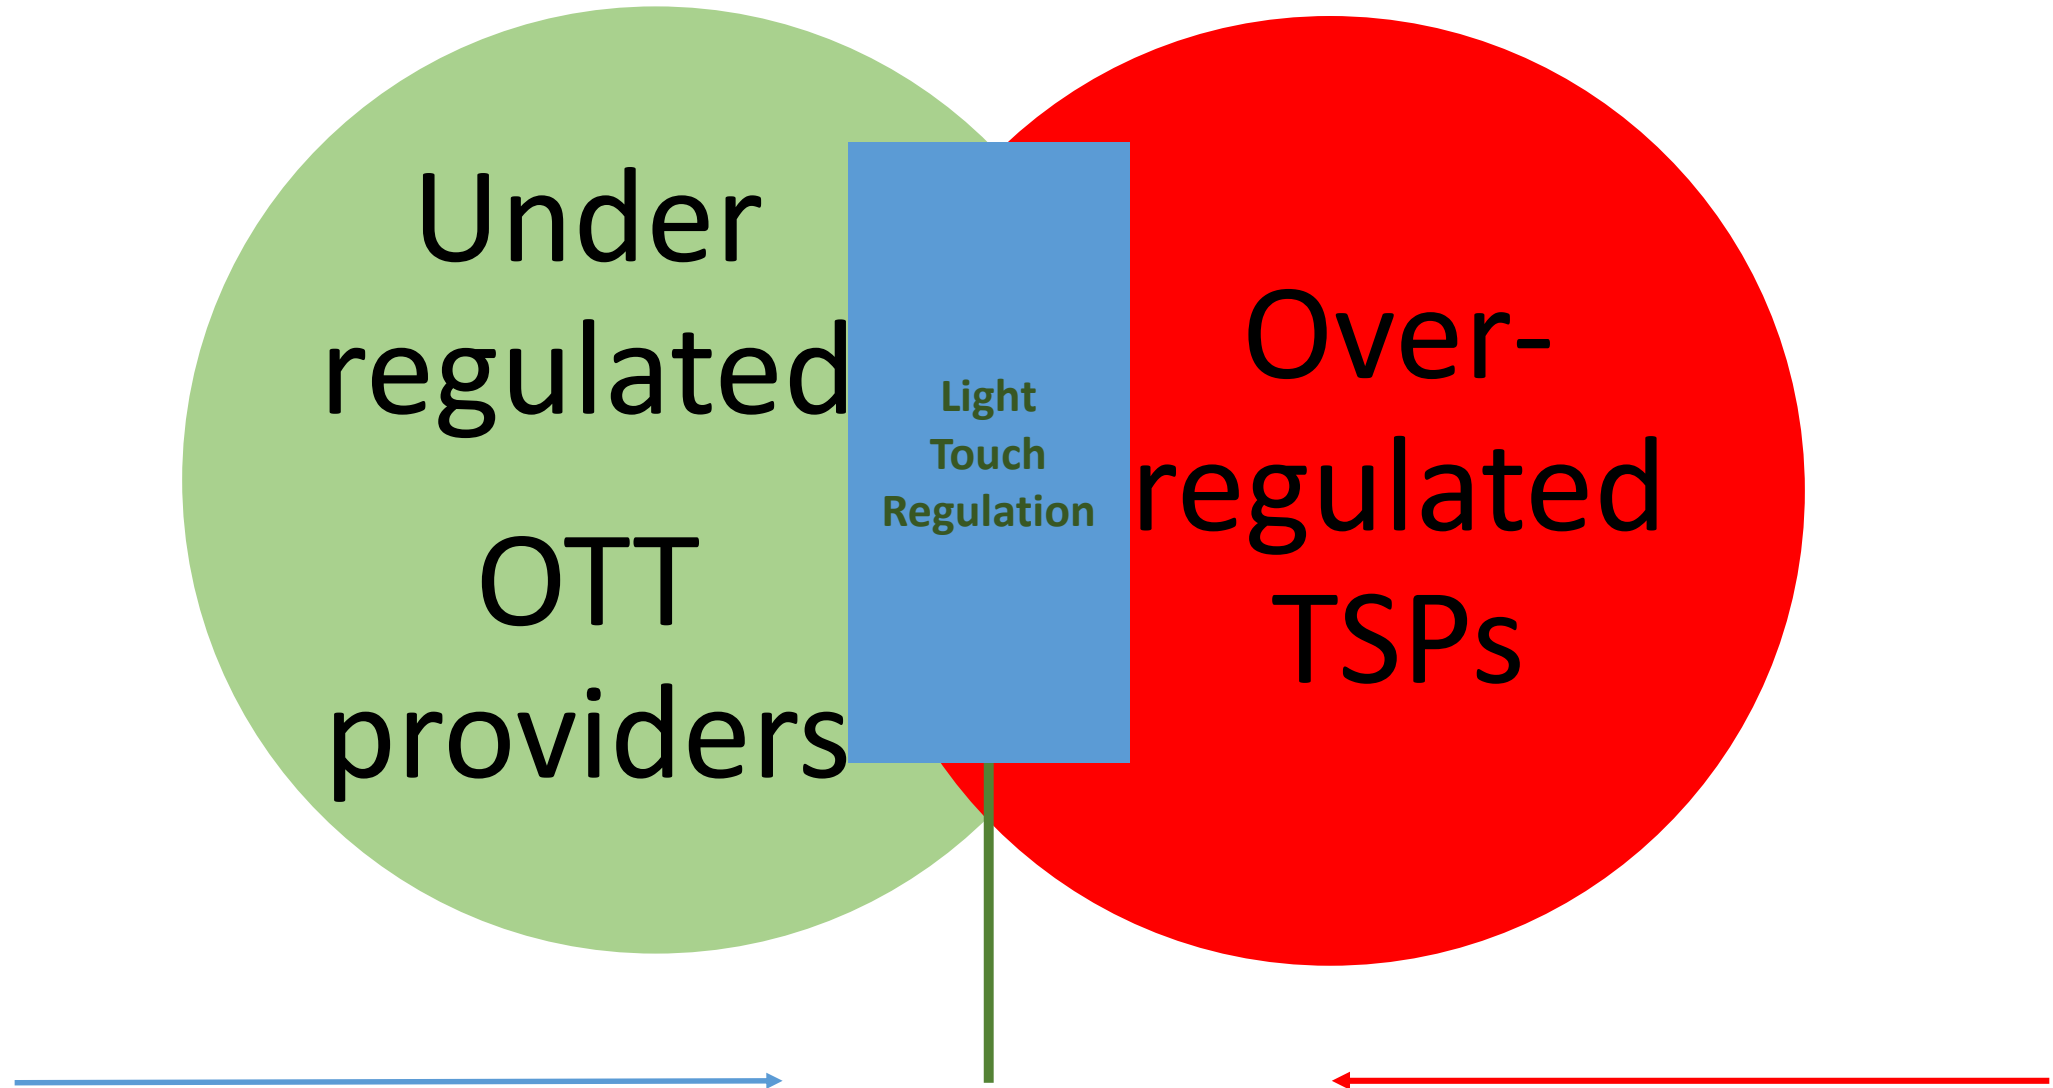 Under
regulated
OTT
providers
Light
Touch
Regulation
Over-
regulated
TSPs